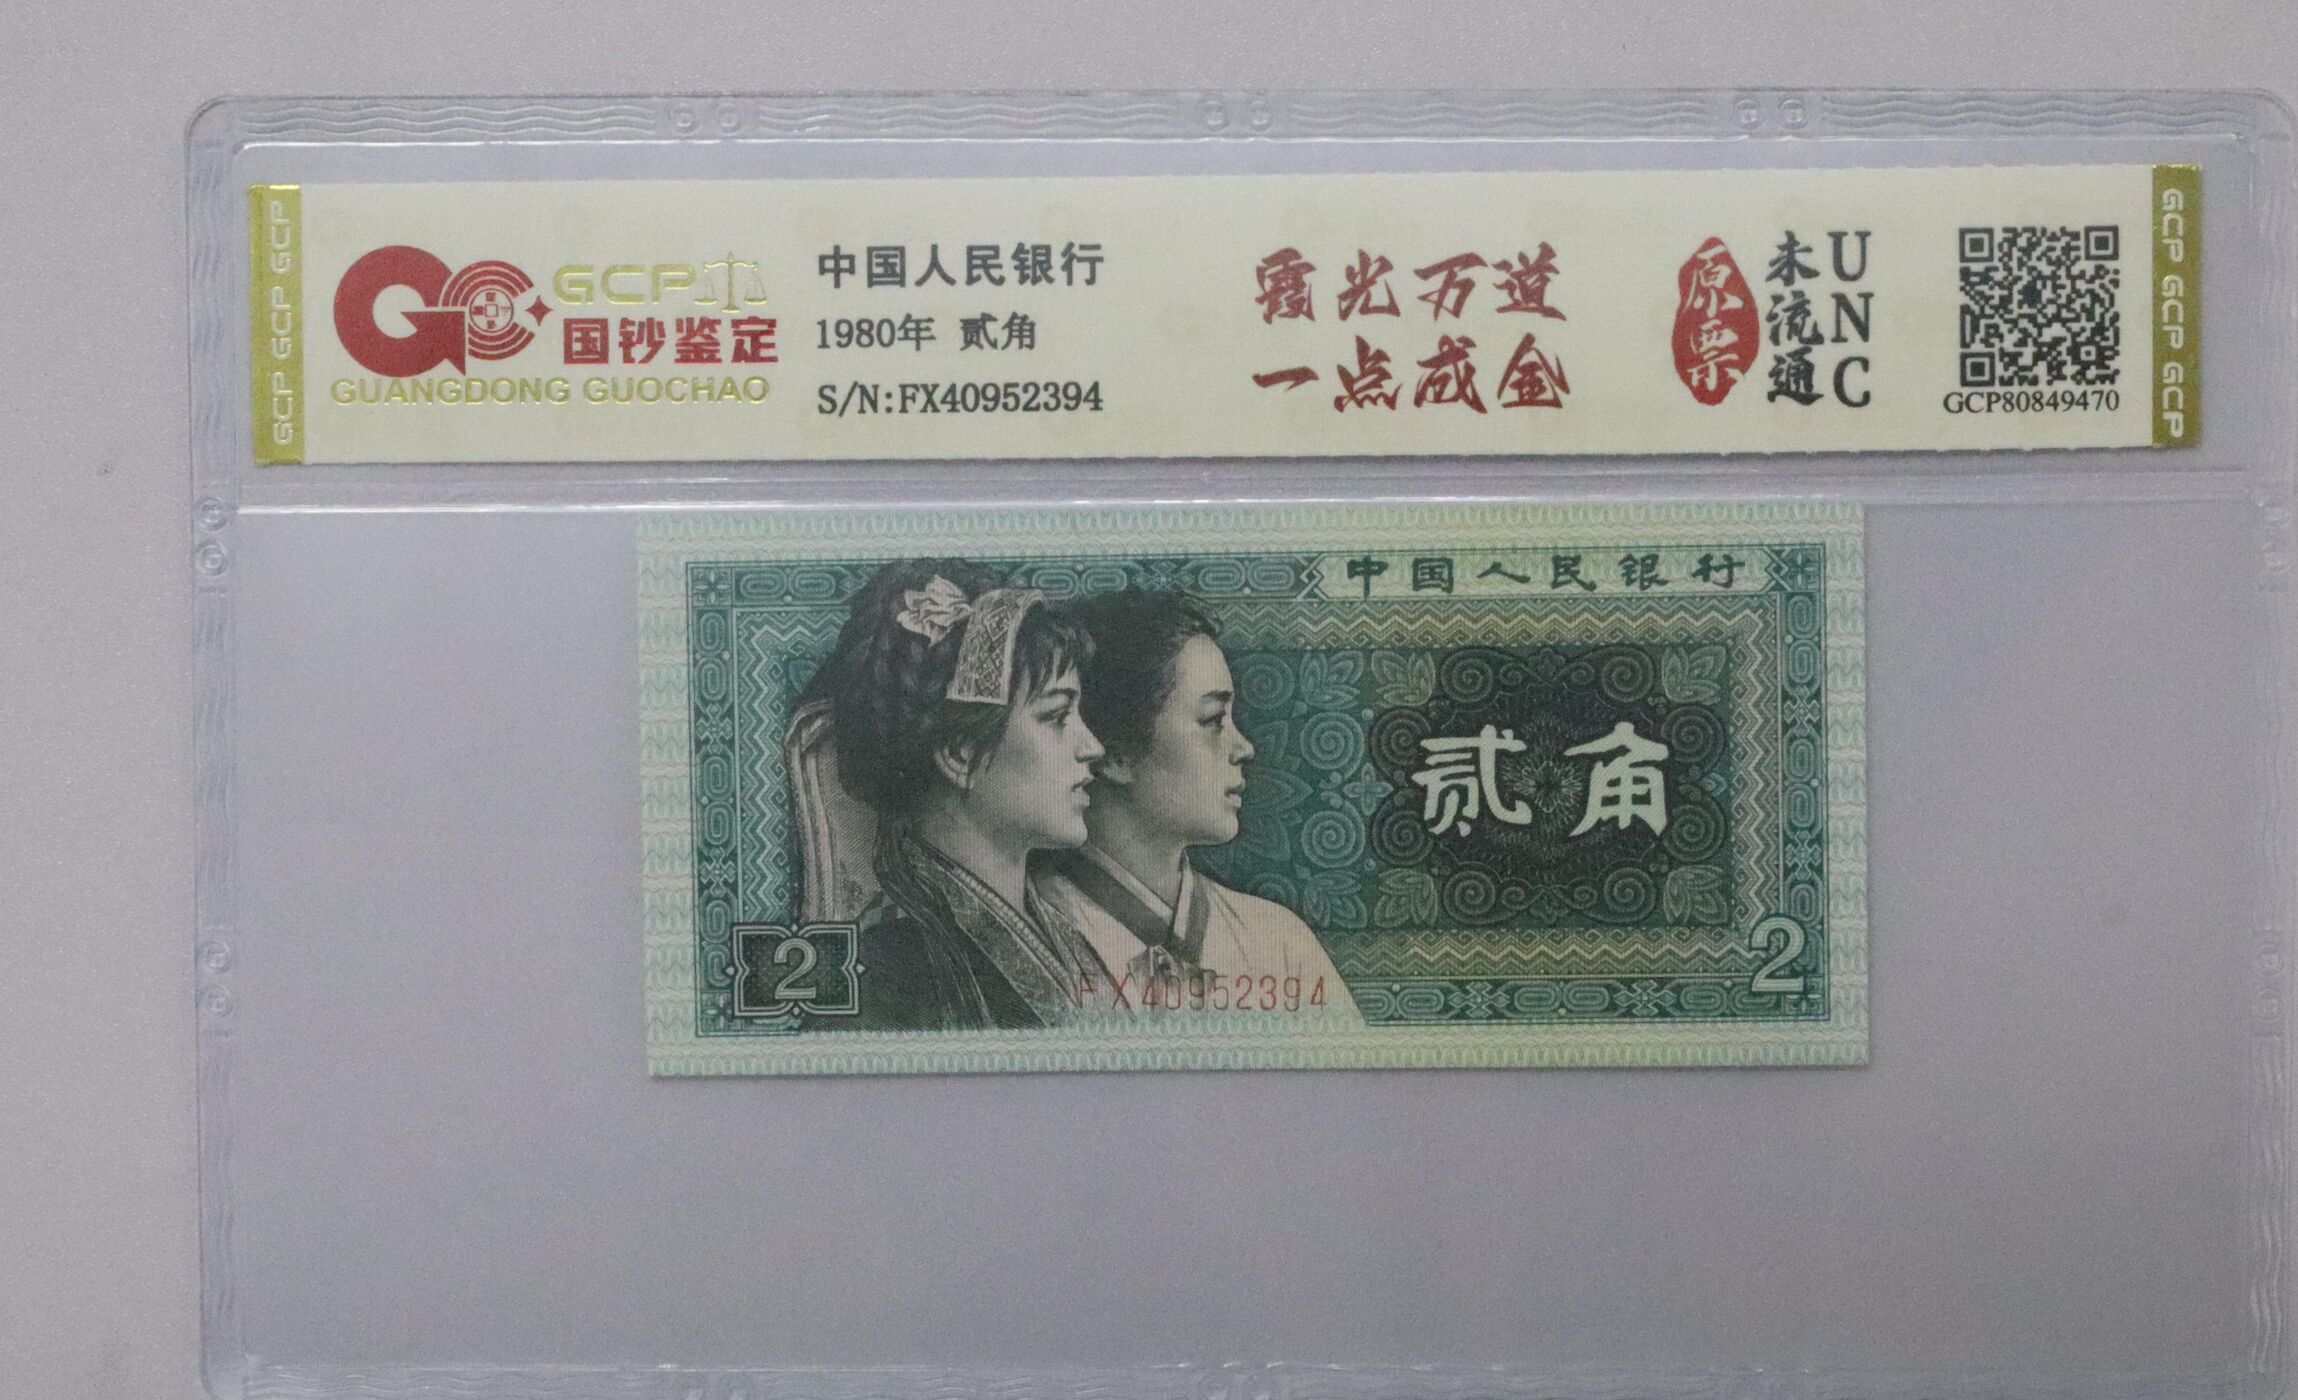 GCP GCP GCP
GCP
国钞鉴定
GUANGDONG GUOCHAO
中国人民银行
1980年 贰角
S/N:FX40952394
霞光万道
一点成金
原票
未流通
UNC
GCP80849470
GCP GCP GCP
中国人民银行
贰角
2
FX40952394
2